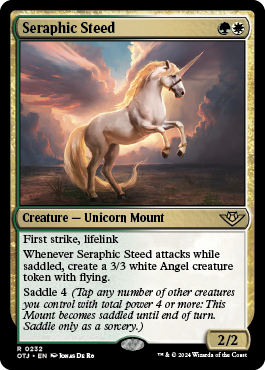 Seraphic Steed
Creature — Unicorn Mount
First strike, lifelink
Whenever Seraphic Steed attacks while
saddled, create a 3/3 white Angel creature
token with flying.
Saddle 4 (Tap any number of other creatures
you control with total power 4 or more: This
Mount becomes saddled until end of turn.
Saddle only as a sorcery.)
2/2
R 0232
OTJ • EN Jonas De Ro
™ & © 2024 Wizards of the Coast